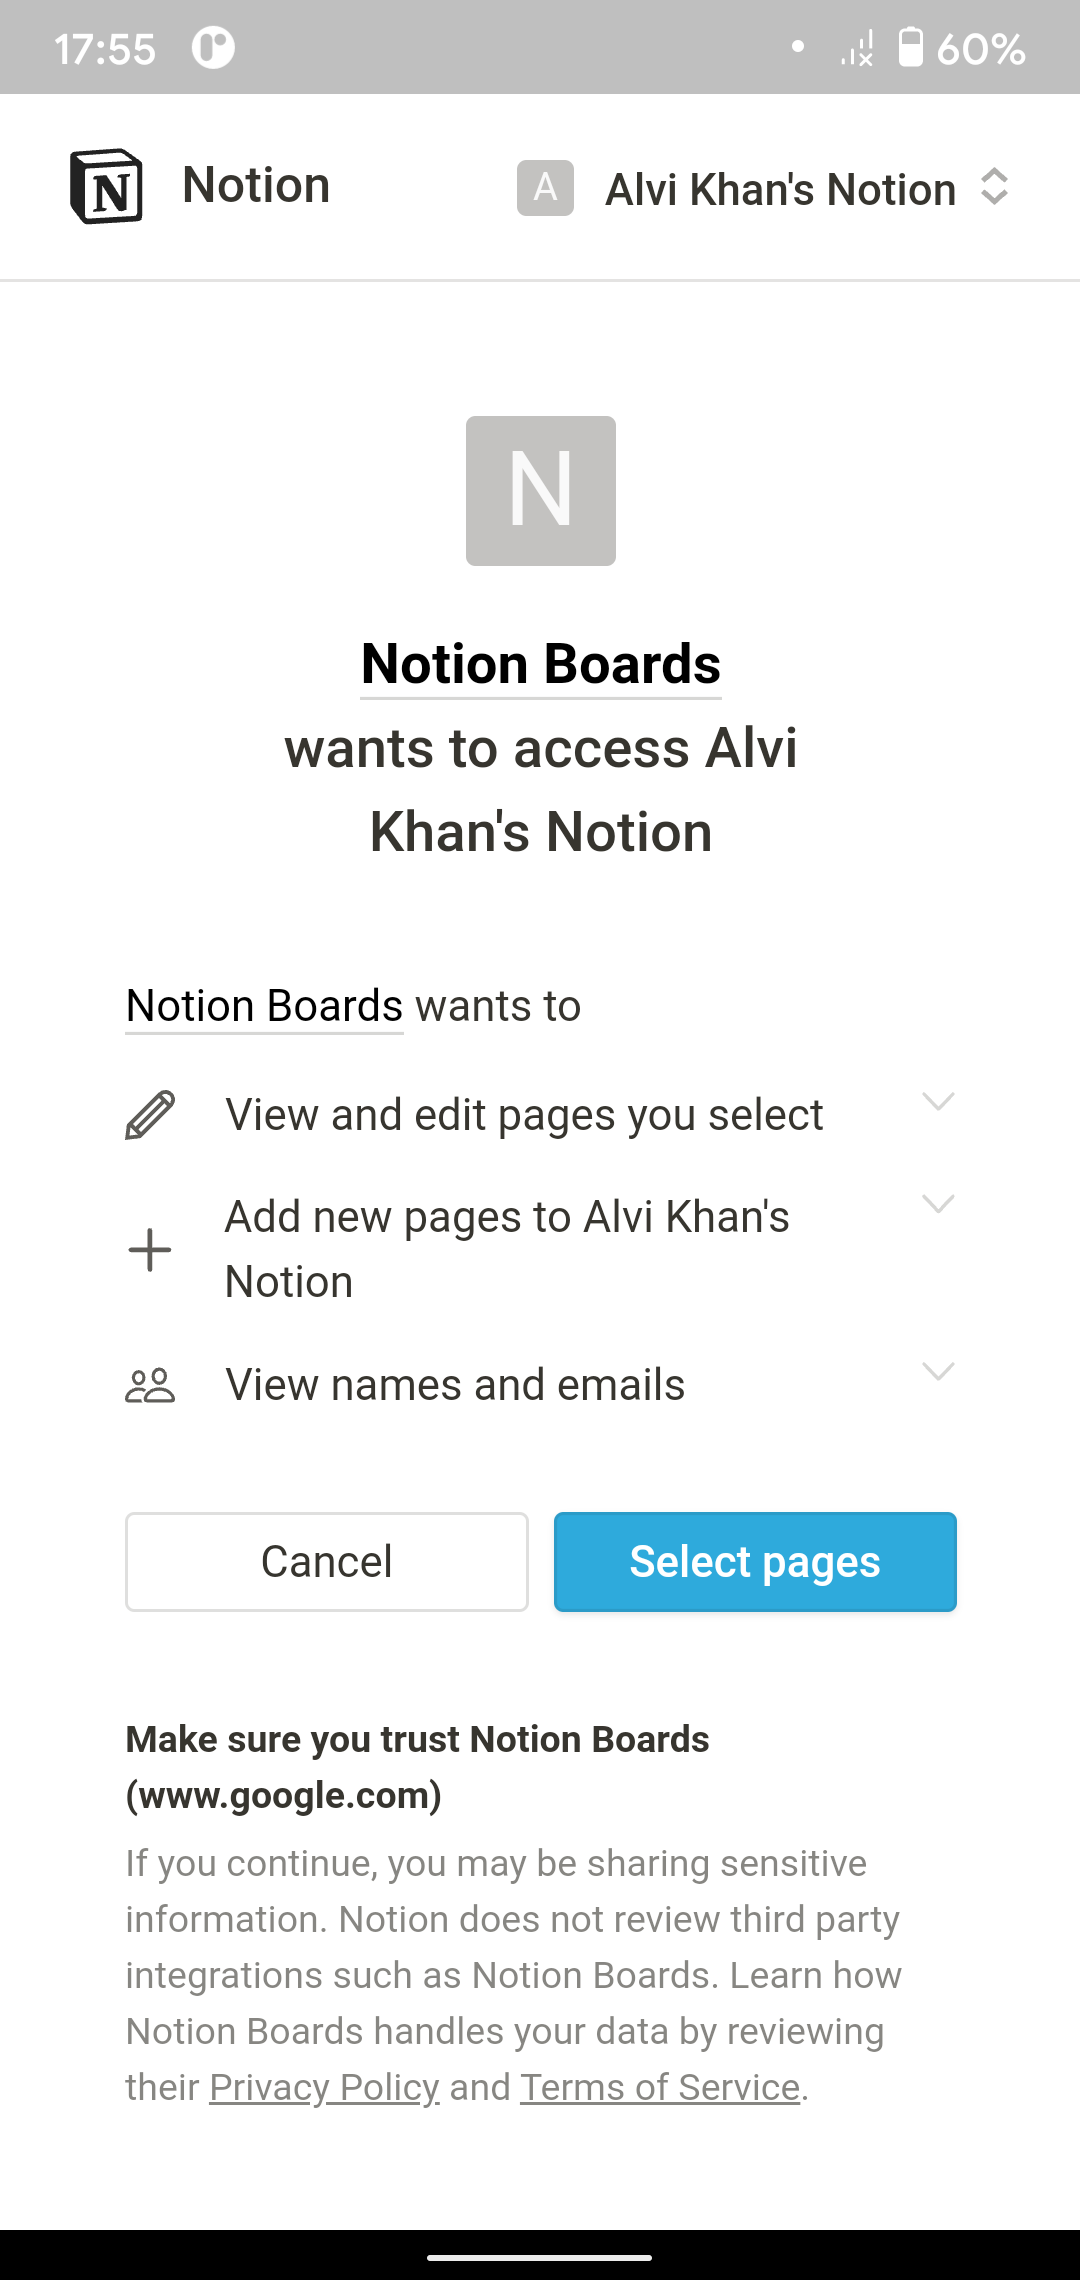 17:55
60%
Notion
A
Alvi Khan's Notion
N
Notion Boards
wants to access Alvi
Khan's Notion
Notion Boards wants to
View and edit pages you select
Add new pages to Alvi Khan's
Notion
View names and emails
Cancel
Select pages
Make sure you trust Notion Boards
(www.google.com)
If you continue, you may be sharing sensitive
information. Notion does not review third party
integrations such as Notion Boards. Learn how
Notion Boards handles your data by reviewing
their Privacy Policy and Terms of Service.